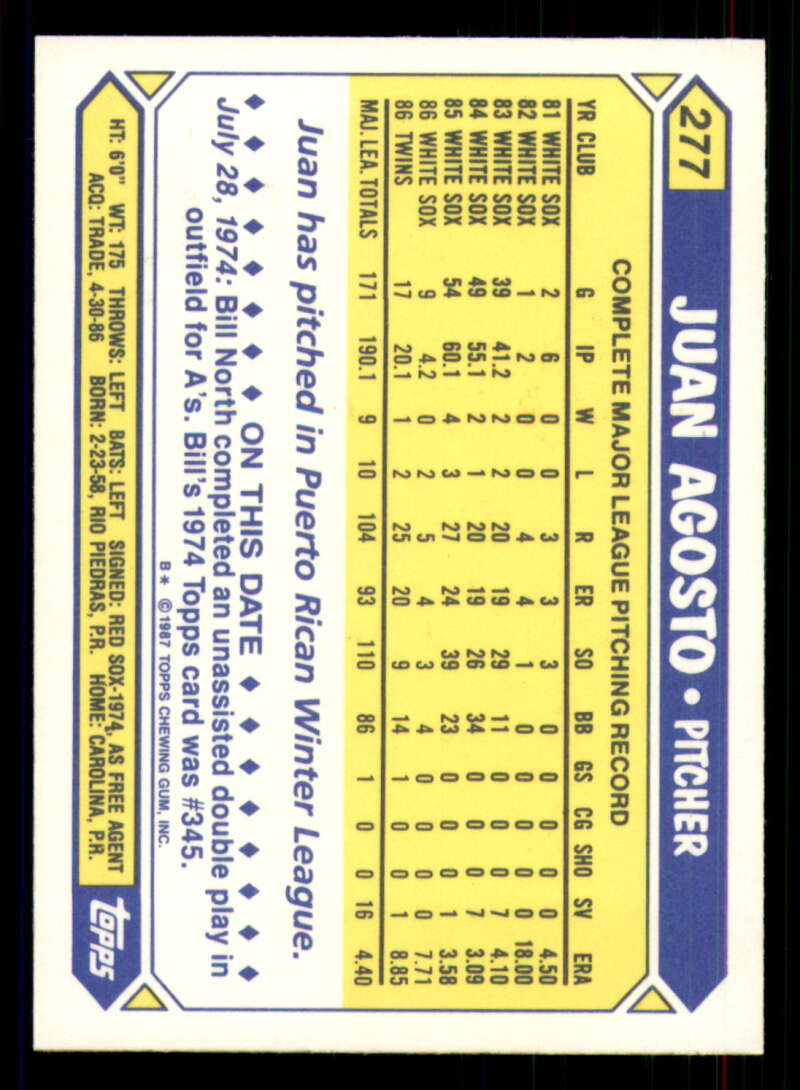 277
JUAN AGOSTO • PITCHER
COMPLETE MAJOR LEAGUE PITCHING RECORD
YR CLUB G IP W L R ER SO BB GS CG SHO SV ERA
81 WHITE SOX 2 6 0 0 3 3 3 0 0 0 0 0 4.50
82 WHITE SOX 1 2 0 0 4 4 1 0 0 0 0 0 18.00
83 WHITE SOX 39 41.2 2 2 20 19 29 11 0 0 0 7 4.10
84 WHITE SOX 49 55.1 2 1 20 19 26 34 0 0 0 7 3.09
85 WHITE SOX 54 60.1 4 3 27 24 39 23 0 0 0 1 3.58
86 WHITE SOX 9 4.2 0 2 5 4 3 4 0 0 0 0 7.71
86 TWINS 17 20.1 1 2 25 20 9 14 1 0 0 1 8.85
MAJ. LEA. TOTALS 171 190.1 9 10 104 93 110 86 1 0 0 16 4.40
Juan has pitched in Puerto Rican Winter League.
♦ ♦ ♦ ♦ ♦ ♦ ♦ ♦ ON THIS DATE ♦ ♦ ♦ ♦ ♦ ♦ ♦ ♦
July 28, 1974: Bill North completed an unassisted double play in
outfield for A's. Bill's 1974 Topps card was #345.
B* ©1987 TOPPS CHEWING GUM, INC.
HT: 6'0" WT: 175 THROWS: LEFT BATS: LEFT SIGNED: RED SOX-1974, AS FREE AGENT
ACQ: TRADE, 4-30-86 BORN: 2-23-58, RIO PIEDRAS, P.R. HOME: CAROLINA, P.R.
TOPPS